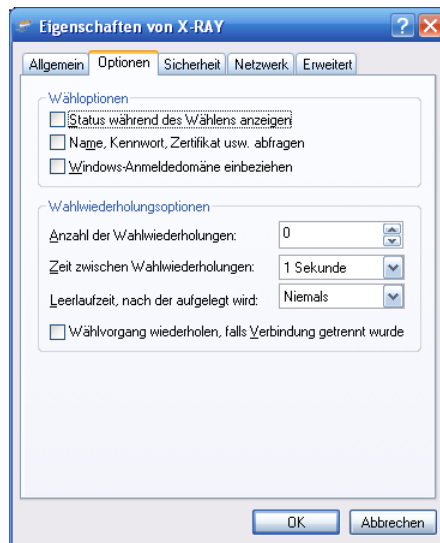 Eigenschaften von X-RAY
Allgemein Optionen Sicherheit Netzwerk Erweitert
Wähloptionen
Status während des Wählens anzeigen
Name, Kennwort, Zertifikat usw. abfragen
Windows-Anmeldedomäne einbeziehen
Wahlwiederholungsoptionen
Anzahl der Wahlwiederholungen: 0
Zeit zwischen Wahlwiederholungen: 1 Sekunde
Leerlaufzeit, nach der aufgelegt wird: Niemals
Wählvorgang wiederholen, falls Verbindung getrennt wurde
OK Abbrechen